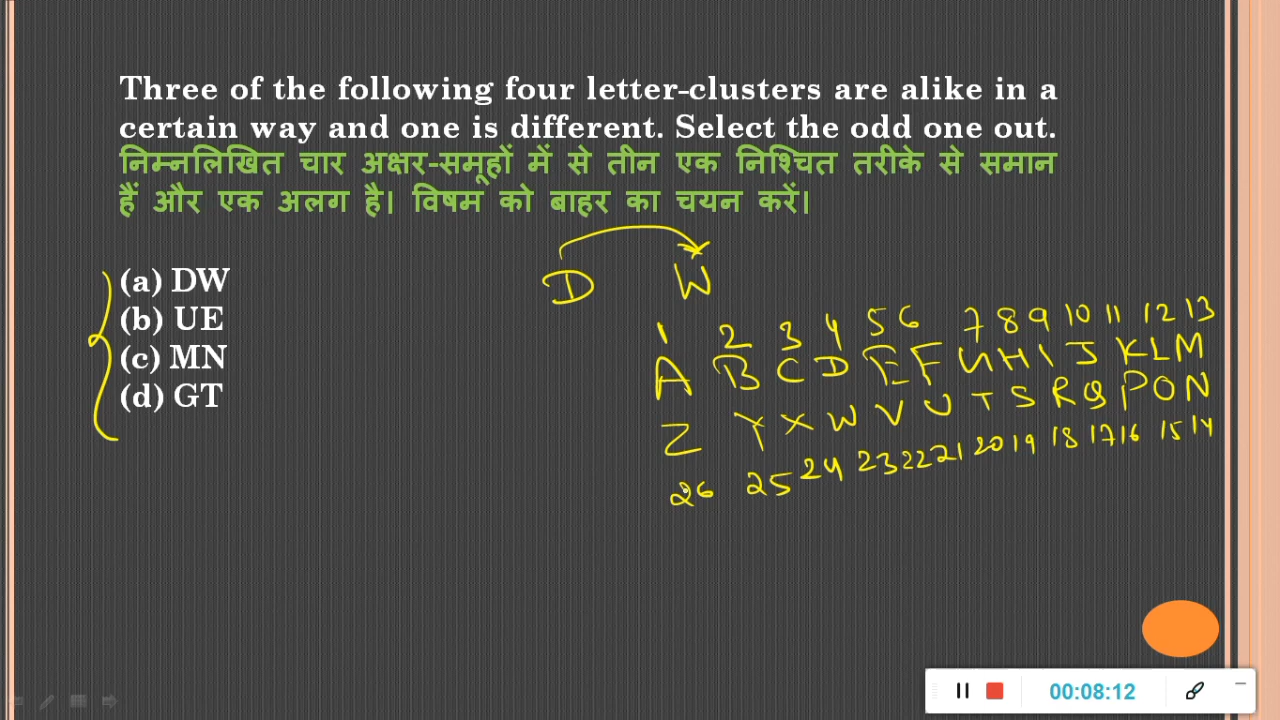 Three of the following four letter-clusters are alike in a
certain way and one is different. Select the odd one out.
निम्नलिखित चार अक्षर-समूहों में से तीन एक निश्चित तरीके से समान
हैं और एक अलग है। विषम को बाहर का चयन करें।
(a) DW
(b) UE
(c) MN
(d) GT
D W
1 2 3 4 5 6 7 8 9 10 11 12 13
A B C D E F G H I J K L M
Z Y X W V U T S R Q P O N
26 25 24 23 22 21 20 19 18 17 16 15 14
00:08:12